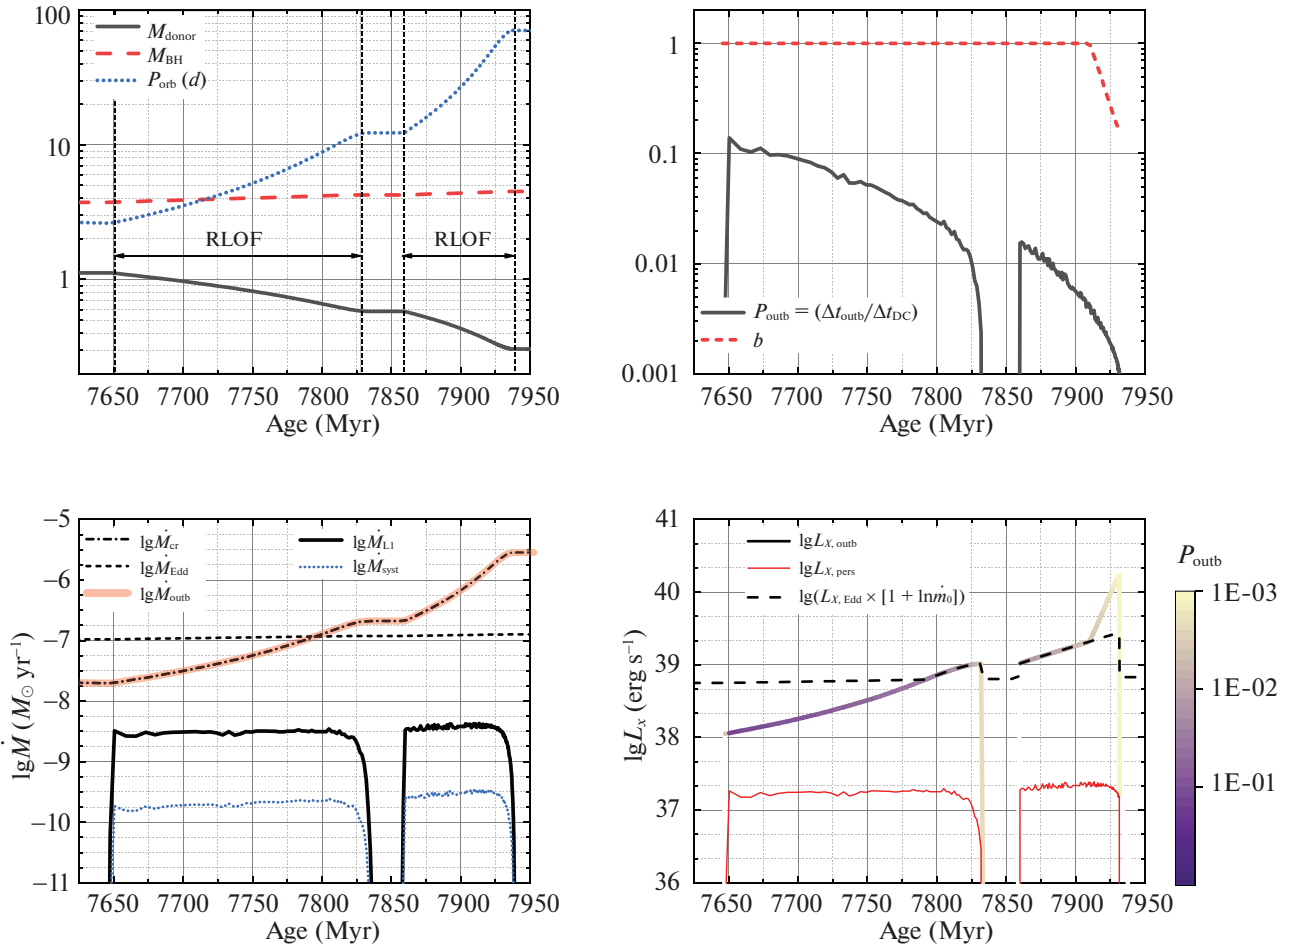 100
10
1
M_donor
M_BH
P_orb (d)
RLOF
RLOF
7650 7700 7750 7800 7850 7900 7950
Age (Myr)
1
0.1
0.01
0.001
P_outb = (Δt_outb/Δt_DC)
b
7650 7700 7750 7800 7850 7900 7950
Age (Myr)
lgṀ (M_⊙ yr⁻¹)
−5
−6
−7
−8
−9
−10
−11
lgṀ_cr
lgṀ_Edd
lgṀ_outb
lgṀ_L1
lgṀ_syst
7650 7700 7750 7800 7850 7900 7950
Age (Myr)
lgL_x (erg s⁻¹)
41
40
39
38
37
36
lgL_X, outb
lgL_X, pers
lg(L_X, Edd × [1 + lnṁ_0])
7650 7700 7750 7800 7850 7900 7950
Age (Myr)
P_outb
1E-03
1E-02
1E-01